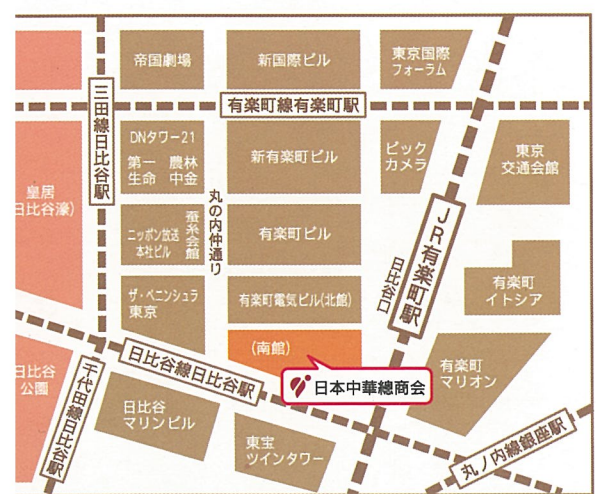 帝国劇場
新国際ビル
東京国際
フォーラム
三田線日比谷駅
有楽町線有楽町駅
DNタワー21
第一 農林
生命 中金
新有楽町ビル
ビック
カメラ
東京
交通会館
皇居
日比谷濠)
丸の内仲通り
ニッポン放送
本社ビル
蚕糸会館
有楽町ビル
JR有楽町駅
日比谷口
有楽町
イトシア
ザ・ペニンシュラ
東京
有楽町電気ビル(北館)
(南館)
日比谷線日比谷駅
日本中華總商会
有楽町
マリオン
日比谷
公園
千代田線日比谷駅
日比谷
マリンビル
東宝
ツインタワー
丸ノ内線銀座駅